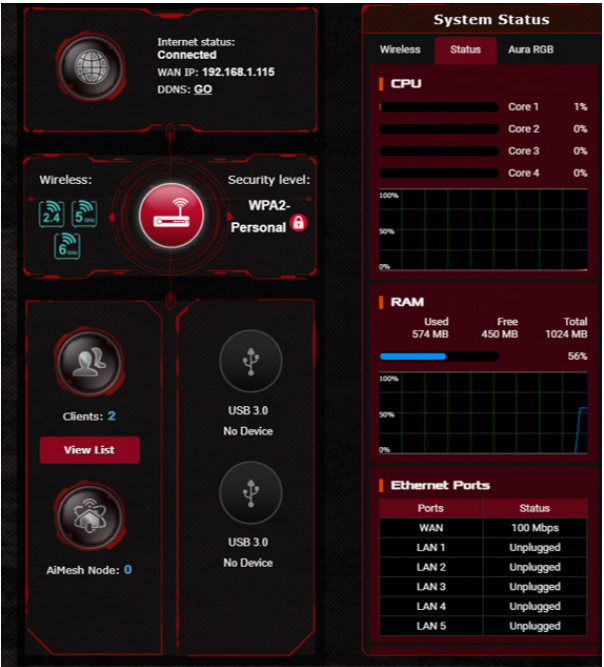 Internet status:
Connected
WAN IP: 192.168.1.115
DDNS: GO
Wireless:
2.4
5 GHz
6 GHz
Security level:
WPA2-
Personal
Clients: 2
View List
AiMesh Node: 0
USB 3.0
No Device
USB 3.0
No Device
System Status
Wireless Status Aura RGB
CPU
Core 1 1%
Core 2 0%
Core 3 0%
Core 4 0%
100%
50%
0%
RAM
Used Free Total
574 MB 450 MB 1024 MB
56%
100%
50%
0%
Ethernet Ports
Ports Status
WAN 100 Mbps
LAN 1 Unplugged
LAN 2 Unplugged
LAN 3 Unplugged
LAN 4 Unplugged
LAN 5 Unplugged